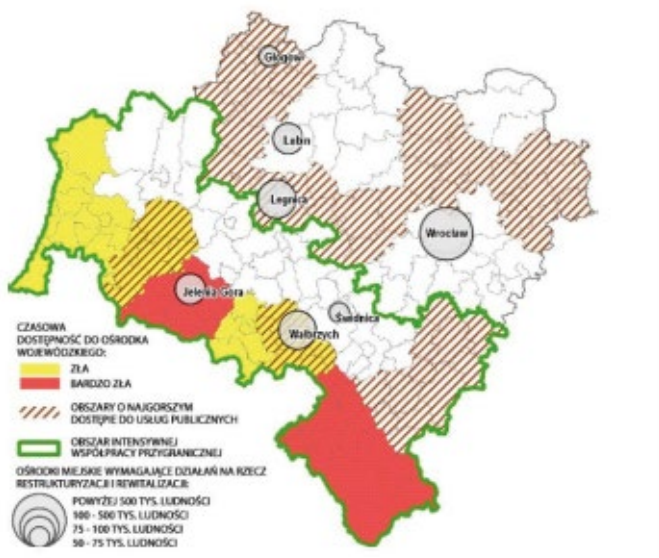 Głogów
Lubin
Legnica
Wrocław
Jelenia Góra
Świdnica
Wałbrzych
CZASOWA
DOSTĘPNOŚĆ DO OŚRODKA
WOJEWÓDZKIEGO:
ZŁA
BARDZO ZŁA
OBSZARY O NAJGORSZYM
DOSTĘPIE DO USŁUG PUBLICZNYCH
OBSZAR INTENSYWNEJ
WSPÓŁPRACY PRZYGRANICZNEJ
OŚRODKI MIEJSKIE WYMAGAJĄCE DZIAŁAŃ NA RZECZ
RESTRUKTURYZACJI I REWITALIZACJI:
POWYŻEJ 500 TYS. LUDNOŚCI
100 - 500 TYS. LUDNOŚCI
75 - 100 TYS. LUDNOŚCI
50 - 75 TYS. LUDNOŚCI